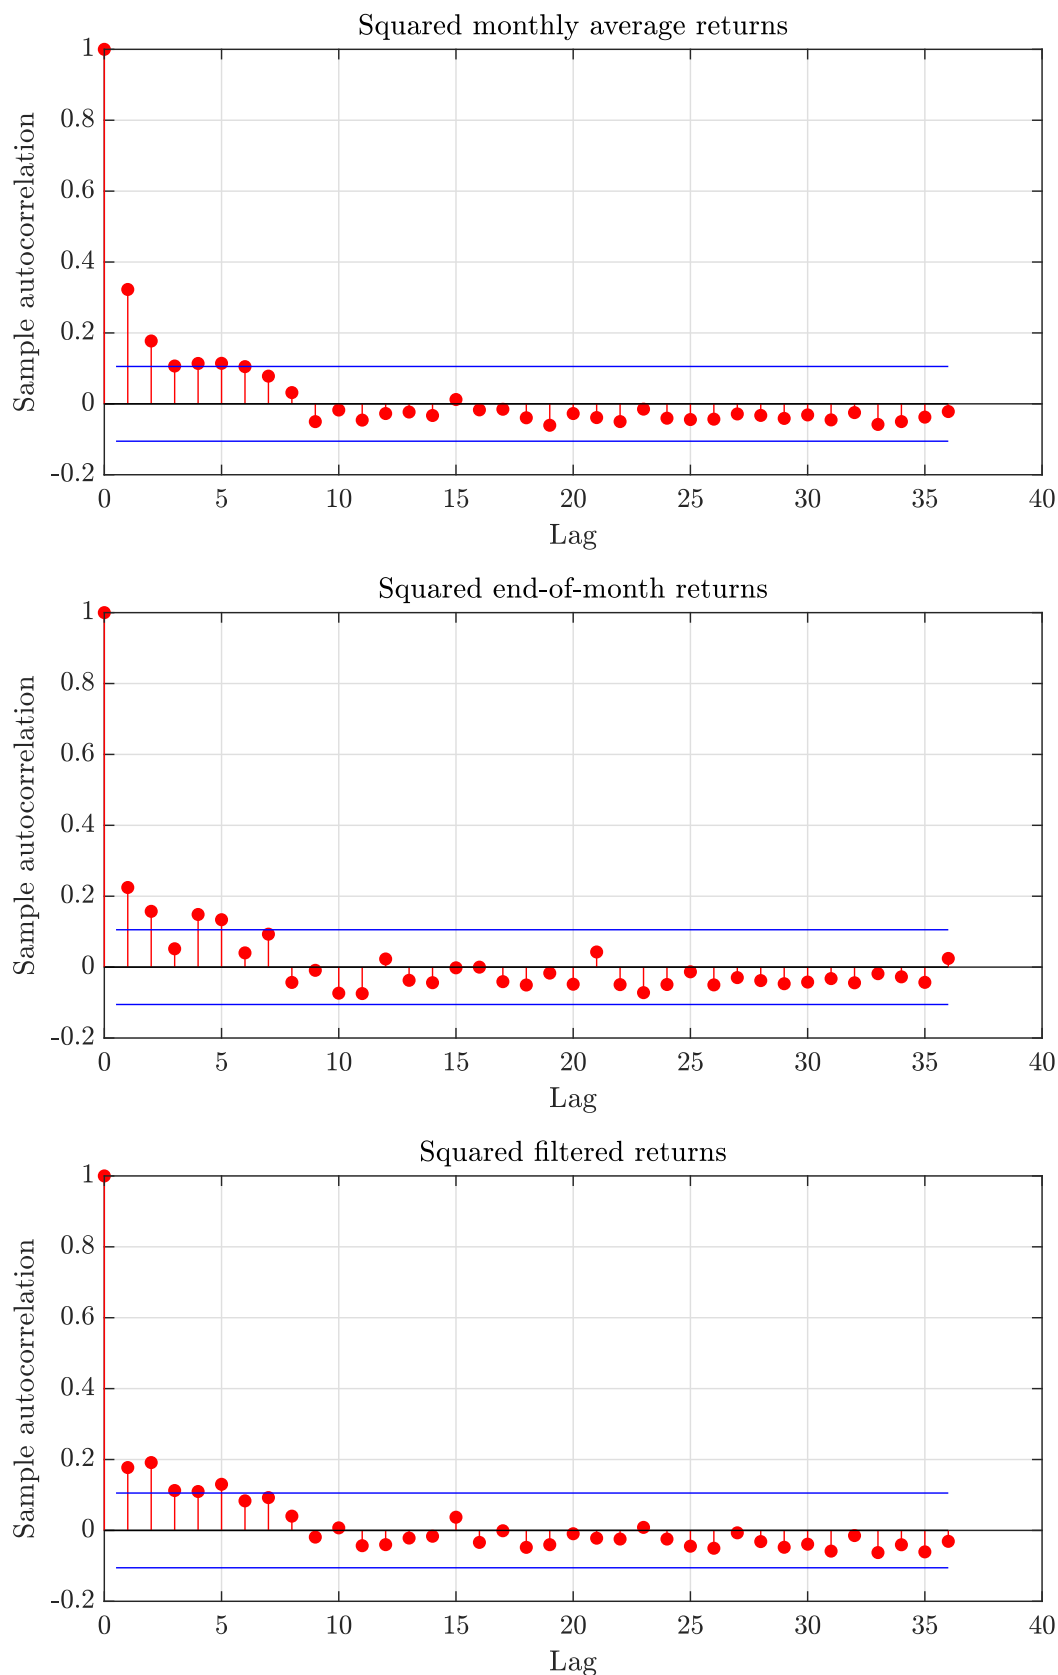 Squared monthly average returns
1
0.8
0.6
0.4
0.2
0
-0.2
Sample autocorrelation
0 5 10 15 20 25 30 35 40
Lag
Squared end-of-month returns
1
0.8
0.6
0.4
0.2
0
-0.2
Sample autocorrelation
0 5 10 15 20 25 30 35 40
Lag
Squared filtered returns
1
0.8
0.6
0.4
0.2
0
-0.2
Sample autocorrelation
0 5 10 15 20 25 30 35 40
Lag